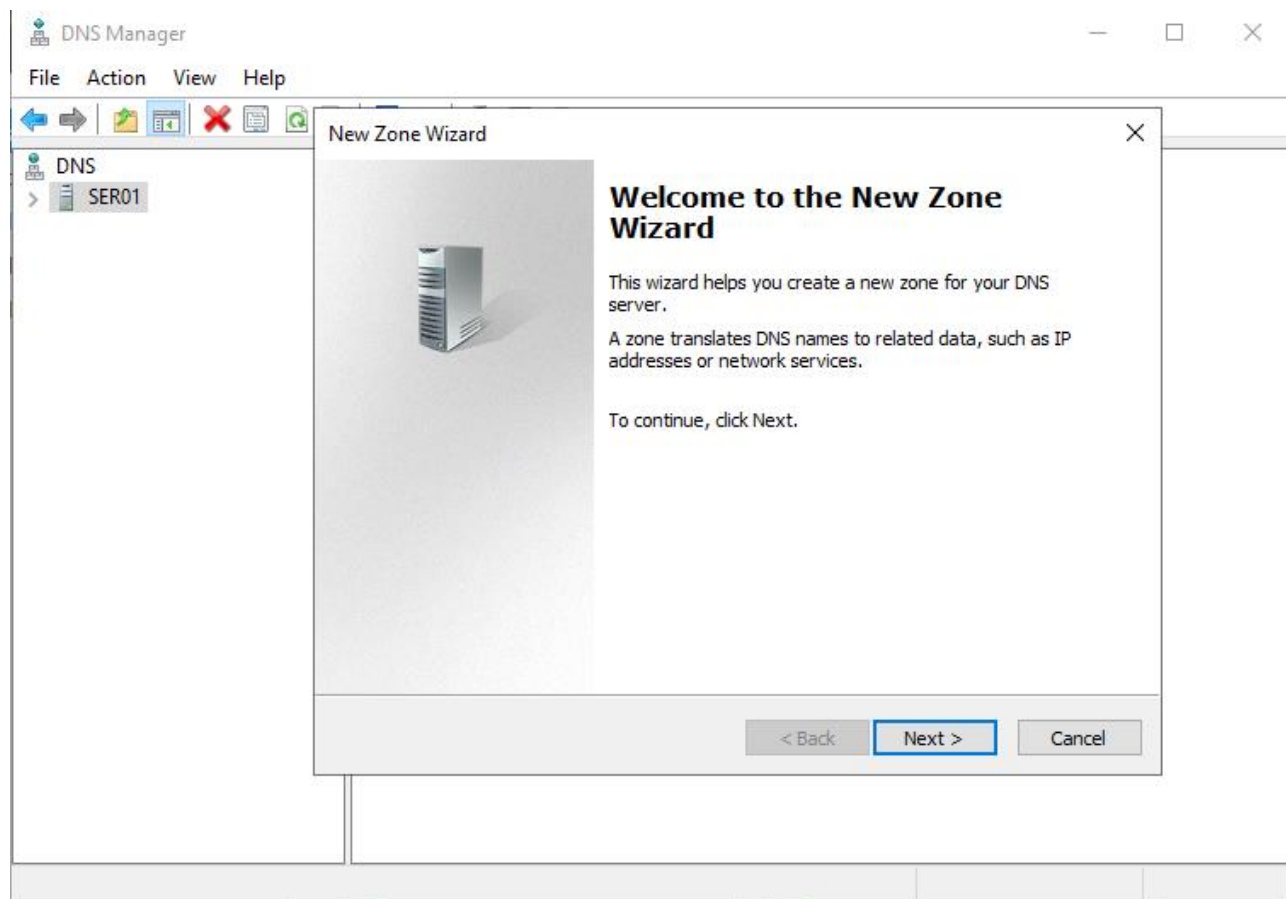 DNS Manager
File Action View Help
New Zone Wizard
DNS
SER01
Welcome to the New Zone
Wizard
This wizard helps you create a new zone for your DNS
server.
A zone translates DNS names to related data, such as IP
addresses or network services.
To continue, click Next.
< Back Next > Cancel